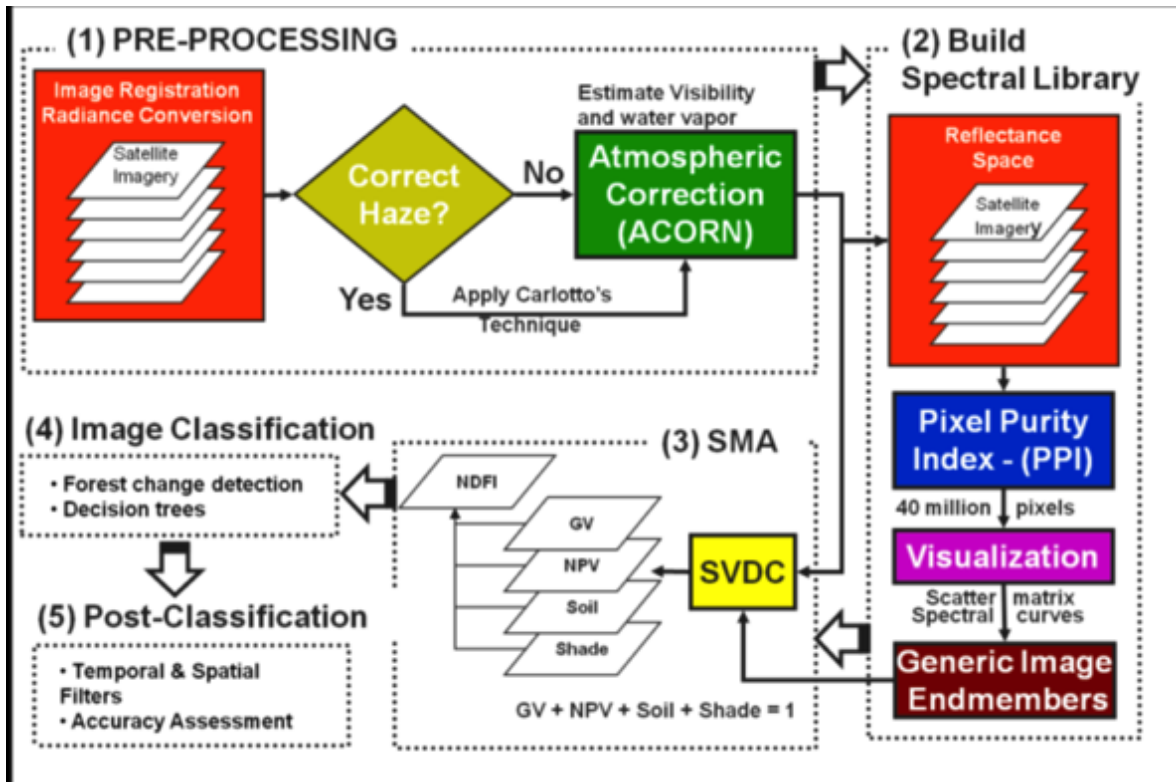 (1) PRE-PROCESSING
Image Registration
Radiance Conversion
Satellite
Imagery
Correct
Haze?
No
Yes
Apply Carlotto's
Technique
Estimate Visibility
and water vapor
Atmospheric
Correction
(ACORN)
(2) Build
Spectral Library
Reflectance
Space
Satellite
Imagery
Pixel Purity
Index - (PPI)
40 million pixels
Visualization
Scatter matrix
Spectral curves
Generic Image
Endmembers
(3) SMA
SVDC
NDFI
GV
NPV
Soil
Shade
GV + NPV + Soil + Shade = 1
(4) Image Classification
• Forest change detection
• Decision trees
(5) Post-Classification
• Temporal & Spatial
Filters
• Accuracy Assessment